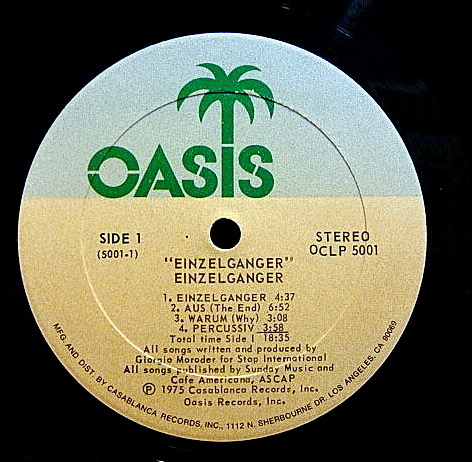 OASIS
SIDE 1
(5001-1)
STEREO
OCLP 5001
"EINZELGANGER"
EINZELGANGER
1. EINZELGANGER 4:37
2. AUS (The End) 6:52
3. WARUM (Why) 3:08
4. PERCUSSIV 3:58
Total time Side I 18:35
All songs written and produced by
Giorgio Moroder for Stop International
All songs published by Sunday Music and
Cafe Americana, ASCAP
℗ 1975 Casablanca Records, Inc.
Oasis Records, Inc.
MFG. AND DIST. BY CASABLANCA RECORDS, INC., 1112 N. SHERBOURNE DR. LOS ANGELES, CA. 90069